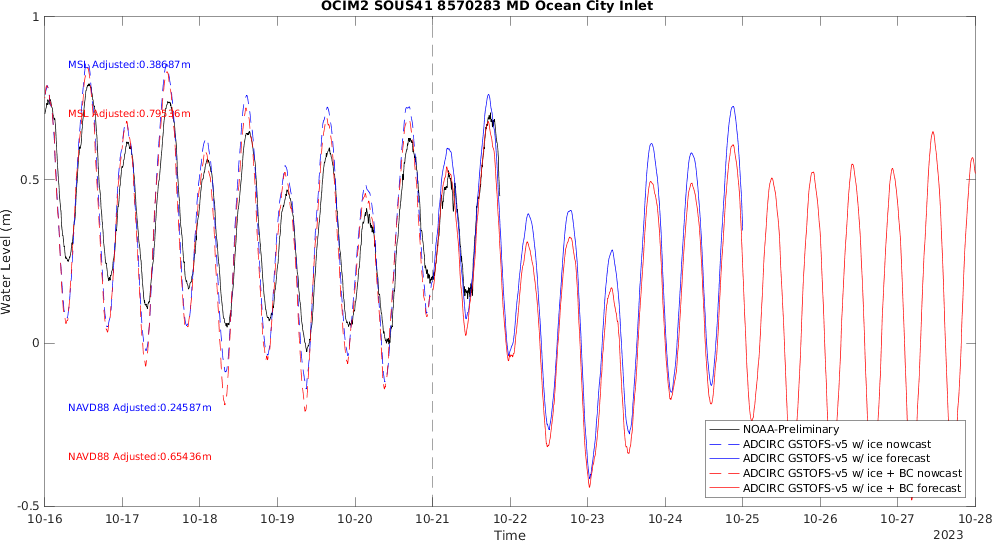 OCIM2 SOUS41 8570283 MD Ocean City Inlet
1
MSL Adjusted:0.38687m
MSL Adjusted:0.79536m
0.5
Water Level (m)
0
NAVD88 Adjusted:0.24587m
NAVD88 Adjusted:0.65436m
-0.5
NOAA-Preliminary
ADCIRC GSTOFS-v5 w/ ice nowcast
ADCIRC GSTOFS-v5 w/ ice forecast
ADCIRC GSTOFS-v5 w/ ice + BC nowcast
ADCIRC GSTOFS-v5 w/ ice + BC forecast
10-16 10-17 10-18 10-19 10-20 10-21 10-22 10-23 10-24 10-25 10-26 10-27 10-28
Time
2023